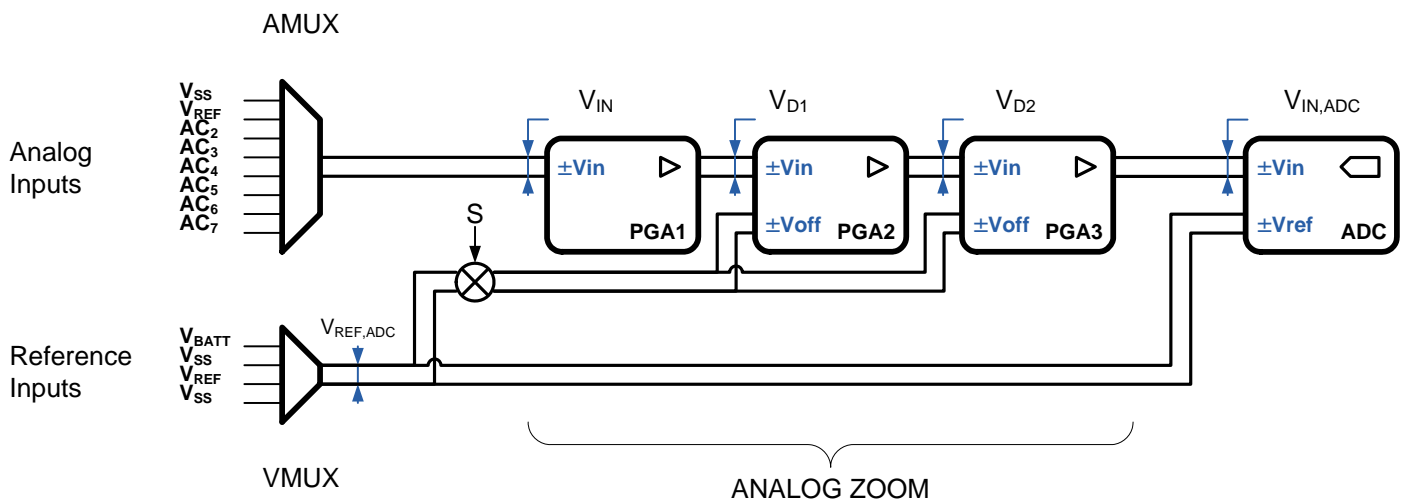 AMUX
Analog
Inputs
VSS
VREF
AC2
AC3
AC4
AC5
AC6
AC7
VIN
VD1
VD2
VIN,ADC
±Vin
PGA1
±Vin
±Voff
PGA2
±Vin
±Voff
PGA3
±Vin
±Vref
ADC
S
Reference
Inputs
VBATT
VSS
VREF
VSS
VREF,ADC
VMUX
ANALOG ZOOM